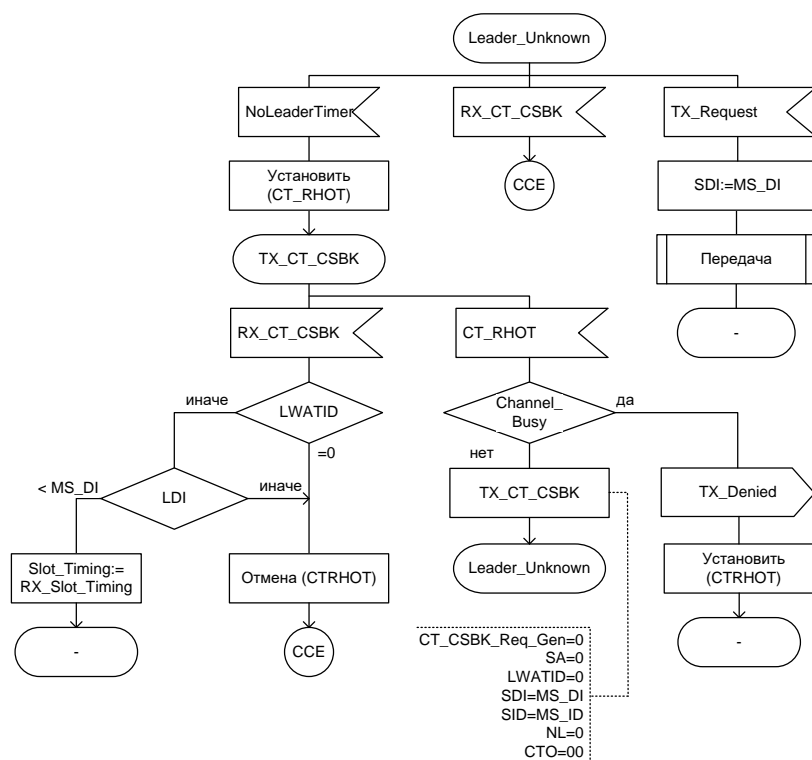 Leader_Unknown
NoLeaderTimer
RX_CT_CSBK
TX_Request
Установить
(CT_RHOT)
CCE
SDI:=MS_DI
TX_CT_CSBK
Передача
RX_CT_CSBK
CT_RHOT
-
иначе
LWATID
Channel_
Busy
да
=0
нет
< MS_DI
LDI
иначе
TX_CT_CSBK
TX_Denied
Slot_Timing:=
RX_Slot_Timing
Отмена (CTRHOT)
Leader_Unknown
Установить
(CTRHOT)
-
CCE
-
CT_CSBK_Req_Gen=0
SA=0
LWATID=0
SDI=MS_DI
SID=MS_ID
NL=0
CTO=00